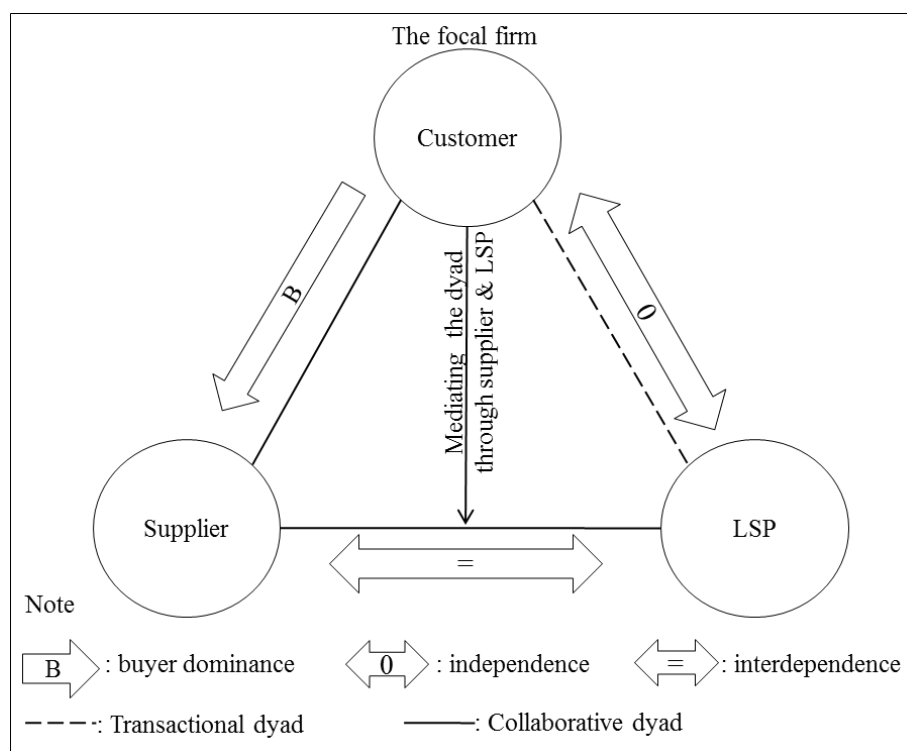 The focal firm
Customer
B
Mediating the dyad
through supplier & LSP
0
Supplier
LSP
=
Note
B : buyer dominance
0 : independence
= : interdependence
: Transactional dyad
: Collaborative dyad